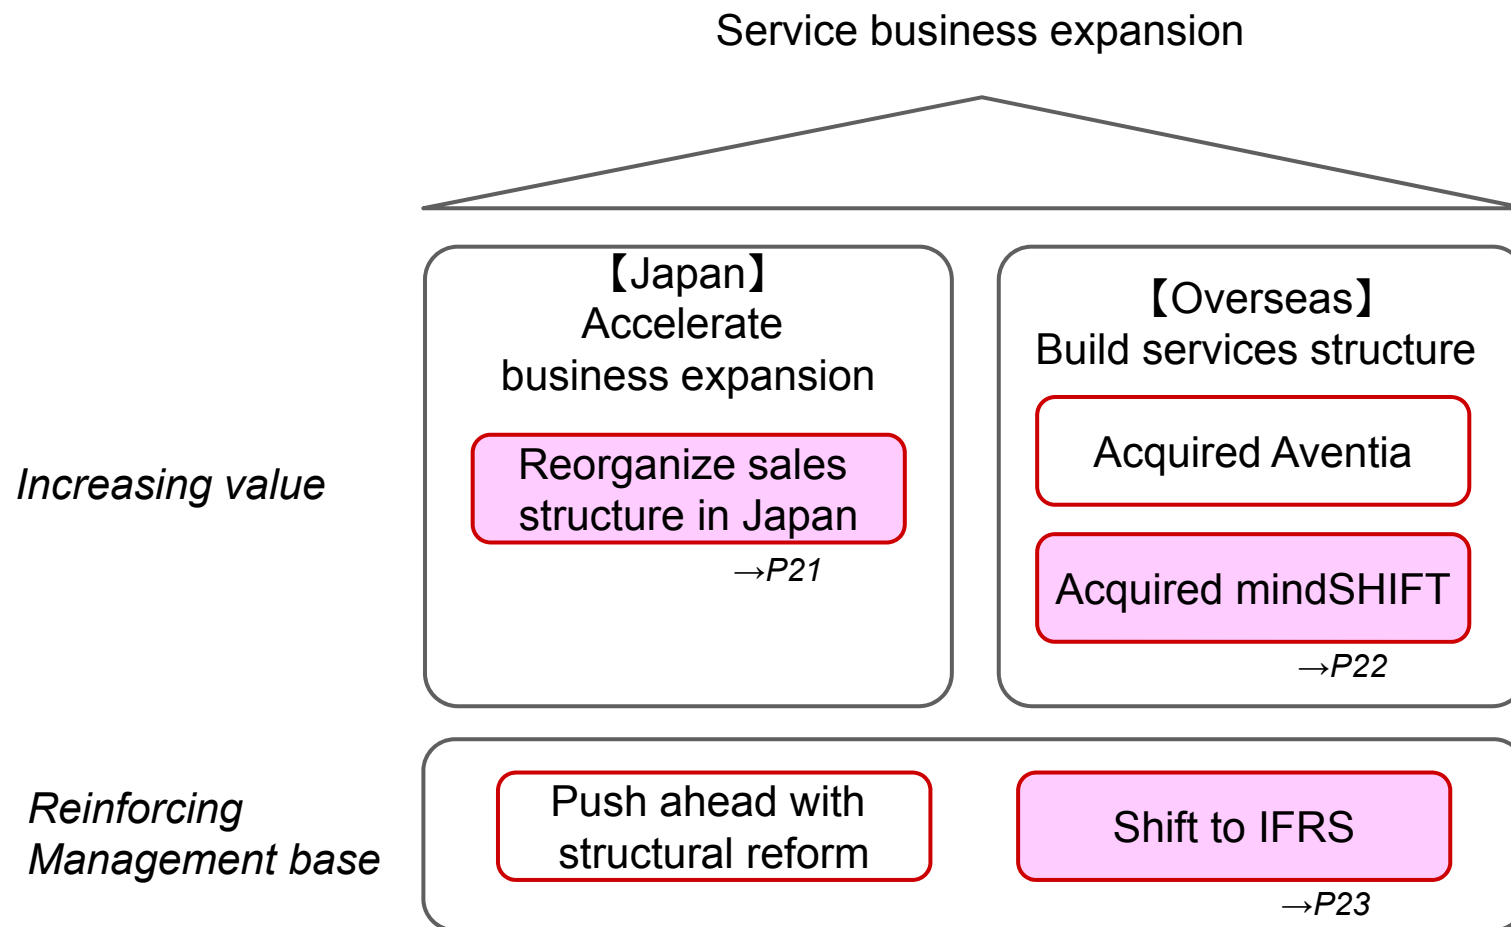 Service business expansion
【Japan】
Accelerate
business expansion
Reorganize sales
structure in Japan
→P21
【Overseas】
Build services structure
Acquired Aventia
Acquired mindSHIFT
→P22
Increasing value
Reinforcing
Management base
Push ahead with
structural reform
Shift to IFRS
→P23